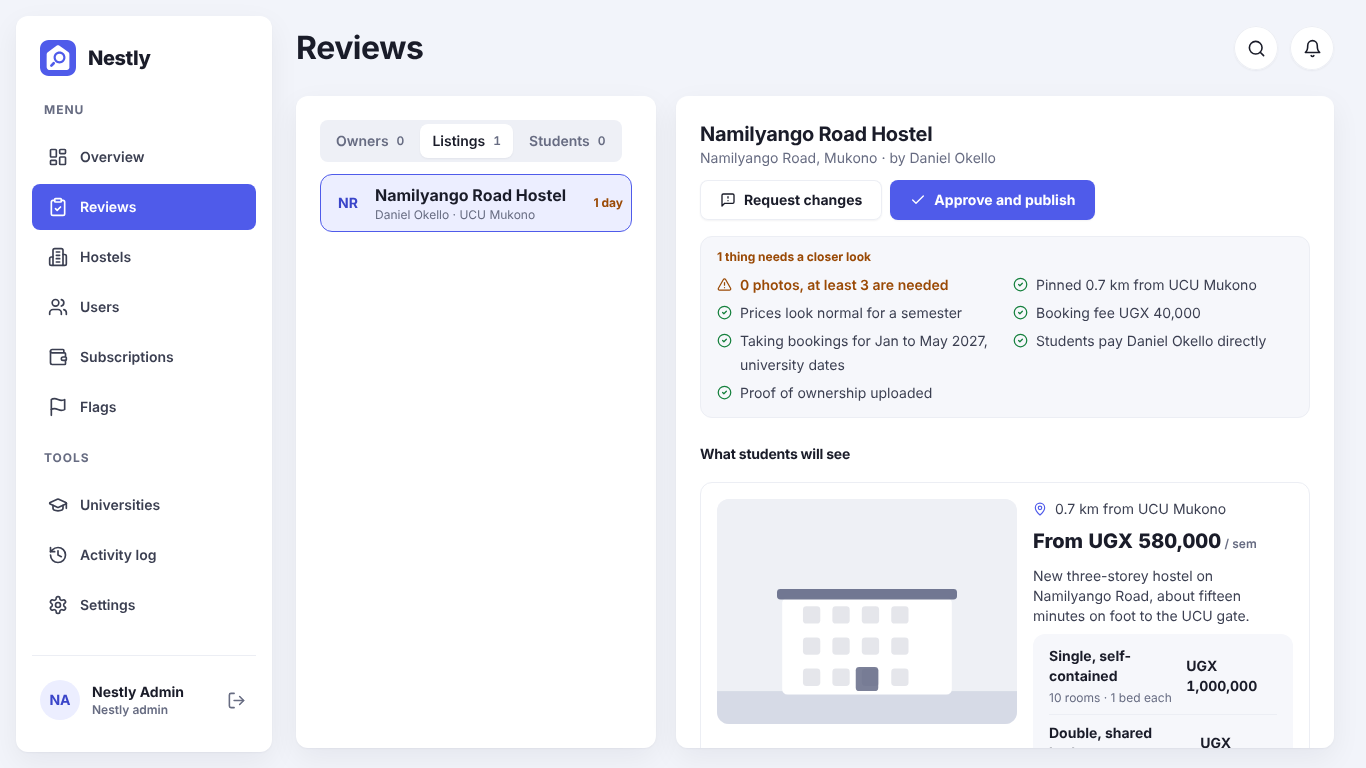 Nestly
MENU
Overview
Reviews
Hostels
Users
Subscriptions
Flags
TOOLS
Universities
Activity log
Settings
NA
Nestly Admin
Nestly admin
Reviews
Owners 0
Listings 1
Students 0
NR
Namilyango Road Hostel
Daniel Okello · UCU Mukono
1 day
Namilyango Road Hostel
Namilyango Road, Mukono · by Daniel Okello
Request changes
Approve and publish
1 thing needs a closer look
0 photos, at least 3 are needed
Pinned 0.7 km from UCU Mukono
Prices look normal for a semester
Booking fee UGX 40,000
Taking bookings for Jan to May 2027,
university dates
Students pay Daniel Okello directly
Proof of ownership uploaded
What students will see
0.7 km from UCU Mukono
From UGX 580,000 / sem
New three-storey hostel on
Namilyango Road, about fifteen
minutes on foot to the UCU gate.
Single, self-
contained
10 rooms · 1 bed each
UGX
1,000,000
Double, shared
UGX